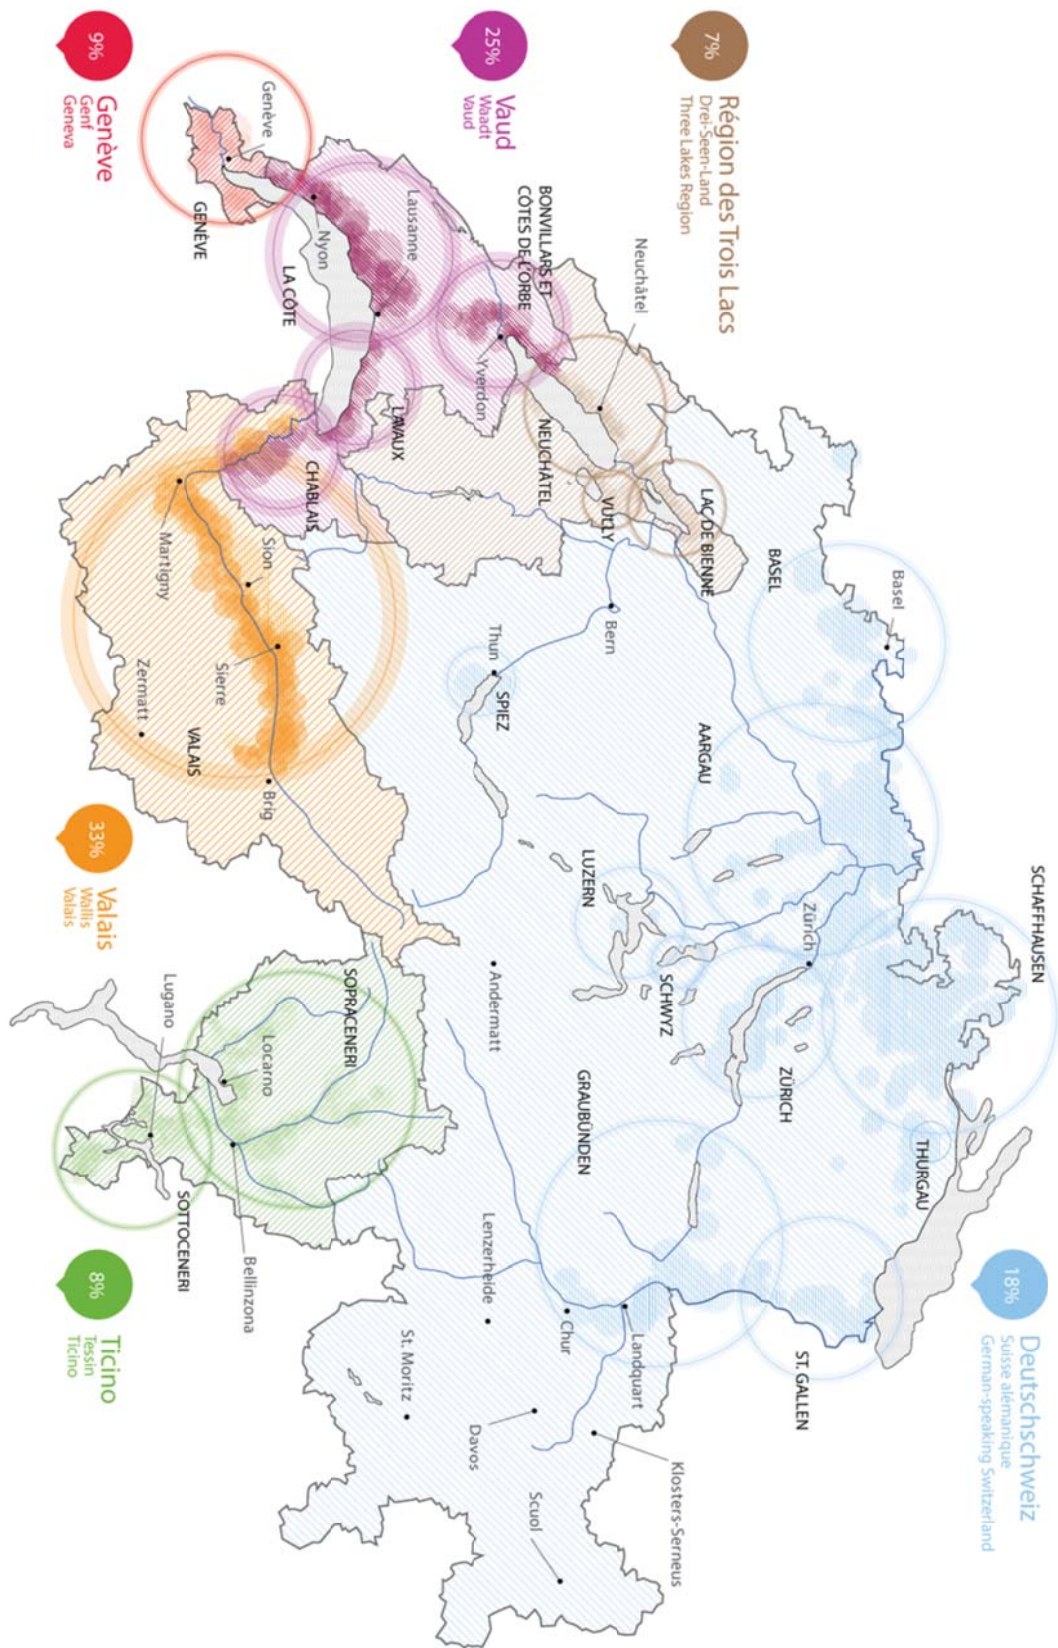 7%
Région des Trois Lacs
Drei-Seen-Land
Three Lakes Region
25%
Vaud
Waadt
Vaud
9%
Genève
Genf
Geneva
18%
Deutschschweiz
Suisse alémanique
German-speaking Switzerland
33%
Valais
Wallis
Valais
8%
Ticino
Tessin
Ticino
SCHAFFHAUSEN
Basel
BASEL
THURGAU
AARGAU
Zürich
ZÜRICH
ST. GALLEN
LAC DE BIENNE
Neuchâtel
NEUCHÂTEL
VULLY
BONVILLARS ET
CÔTES DE L'ORBE
Yverdon
Bern
LUZERN
SCHWYZ
Landquart
Klosters-Serneus
GRAUBÜNDEN
Chur
Davos
Scuol
Thun
SPIEZ
Andermatt
Lenzerheide
St. Moritz
Lausanne
LAVAUX
Nyon
LA CÔTE
CHABLAIS
Genève
GENÈVE
Sion
Sierre
Brig
Martigny
VALAIS
Zermatt
SOPRACENERI
Locarno
Bellinzona
Lugano
SOTTOCENERI